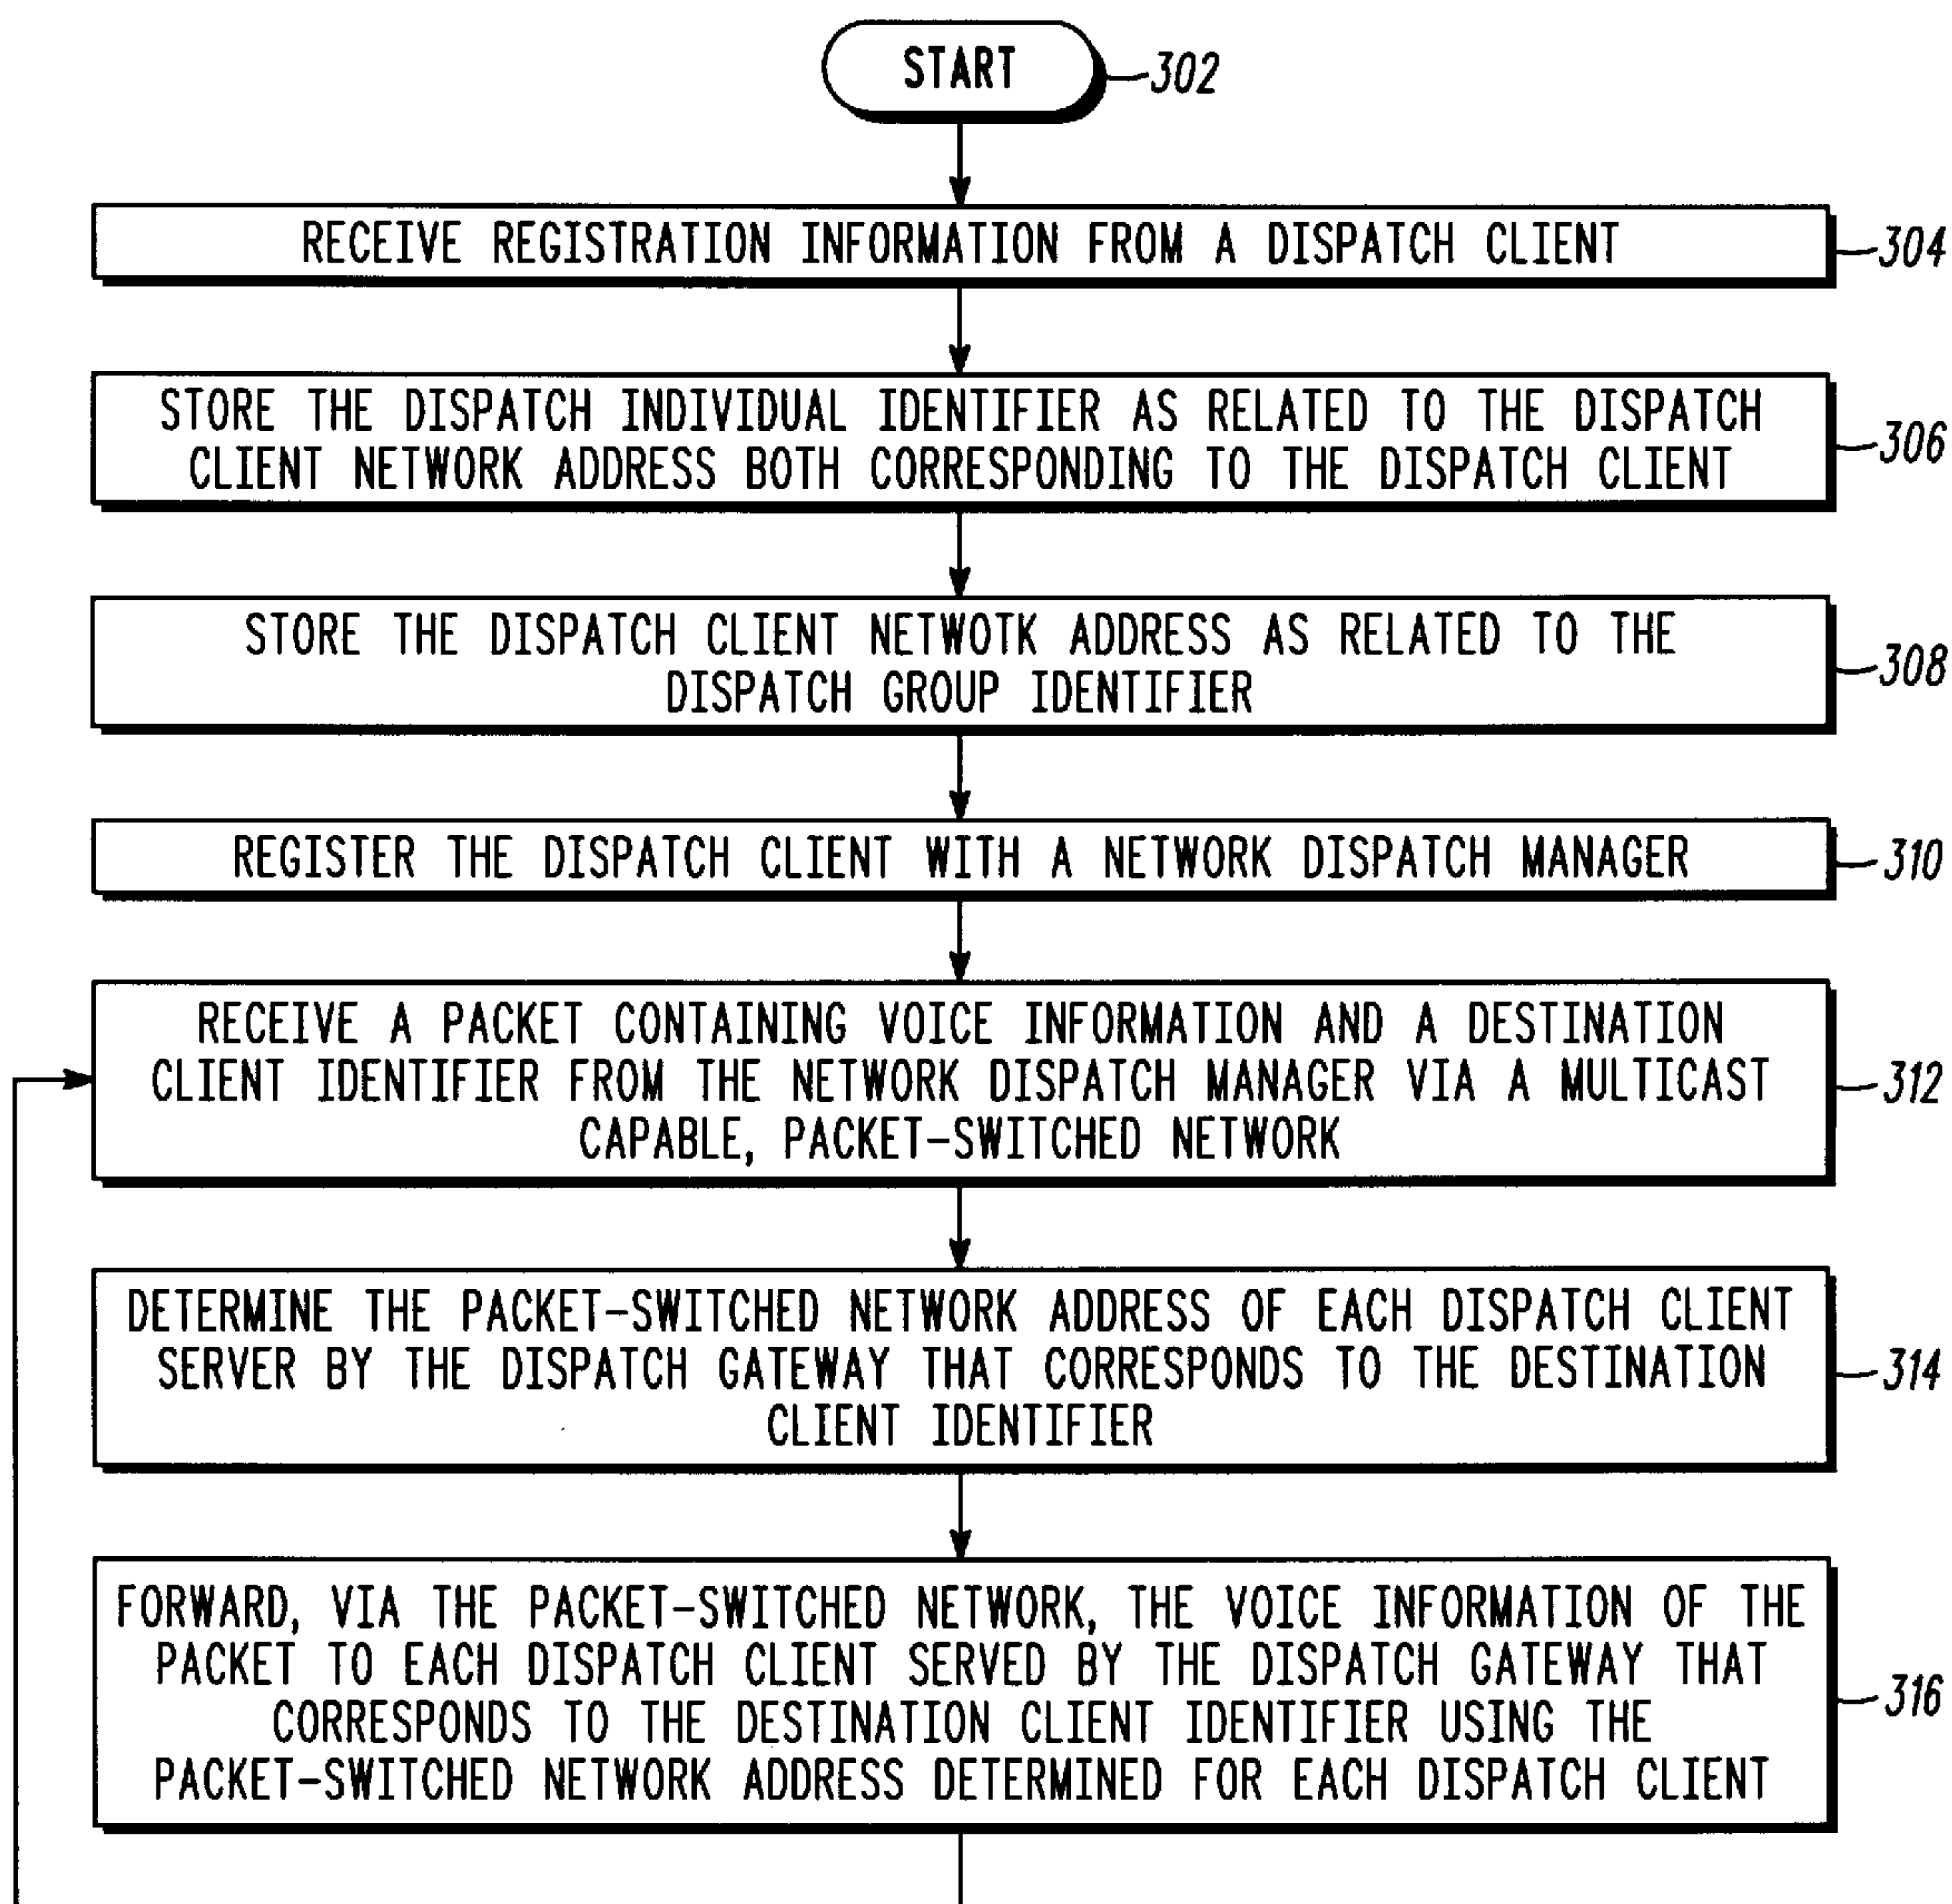 START
302
RECEIVE REGISTRATION INFORMATION FROM A DISPATCH CLIENT
304
STORE THE DISPATCH INDIVIDUAL IDENTIFIER AS RELATED TO THE DISPATCH
CLIENT NETWORK ADDRESS BOTH CORRESPONDING TO THE DISPATCH CLIENT
306
STORE THE DISPATCH CLIENT NETWOTK ADDRESS AS RELATED TO THE
DISPATCH GROUP IDENTIFIER
308
REGISTER THE DISPATCH CLIENT WITH A NETWORK DISPATCH MANAGER
310
RECEIVE A PACKET CONTAINING VOICE INFORMATION AND A DESTINATION
CLIENT IDENTIFIER FROM THE NETWORK DISPATCH MANAGER VIA A MULTICAST
CAPABLE, PACKET-SWITCHED NETWORK
312
DETERMINE THE PACKET-SWITCHED NETWORK ADDRESS OF EACH DISPATCH CLIENT
SERVER BY THE DISPATCH GATEWAY THAT CORRESPONDS TO THE DESTINATION
CLIENT IDENTIFIER
314
FORWARD, VIA THE PACKET-SWITCHED NETWORK, THE VOICE INFORMATION OF THE
PACKET TO EACH DISPATCH CLIENT SERVED BY THE DISPATCH GATEWAY THAT
CORRESPONDS TO THE DESTINATION CLIENT IDENTIFIER USING THE
PACKET-SWITCHED NETWORK ADDRESS DETERMINED FOR EACH DISPATCH CLIENT
316